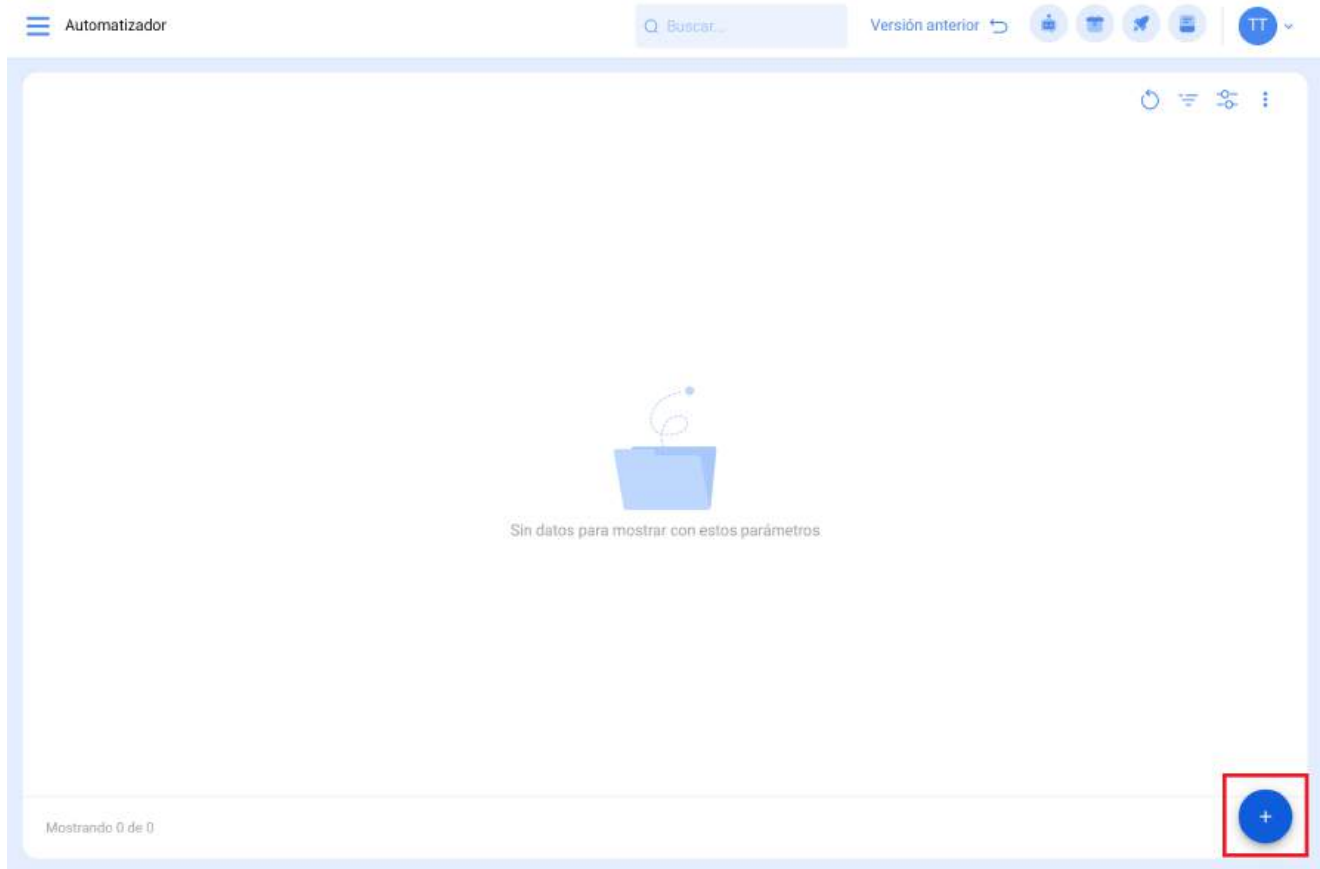 Automatizador
Buscar...
Versión anterior
TT
Sin datos para mostrar con estos parámetros
Mostrando 0 de 0
+